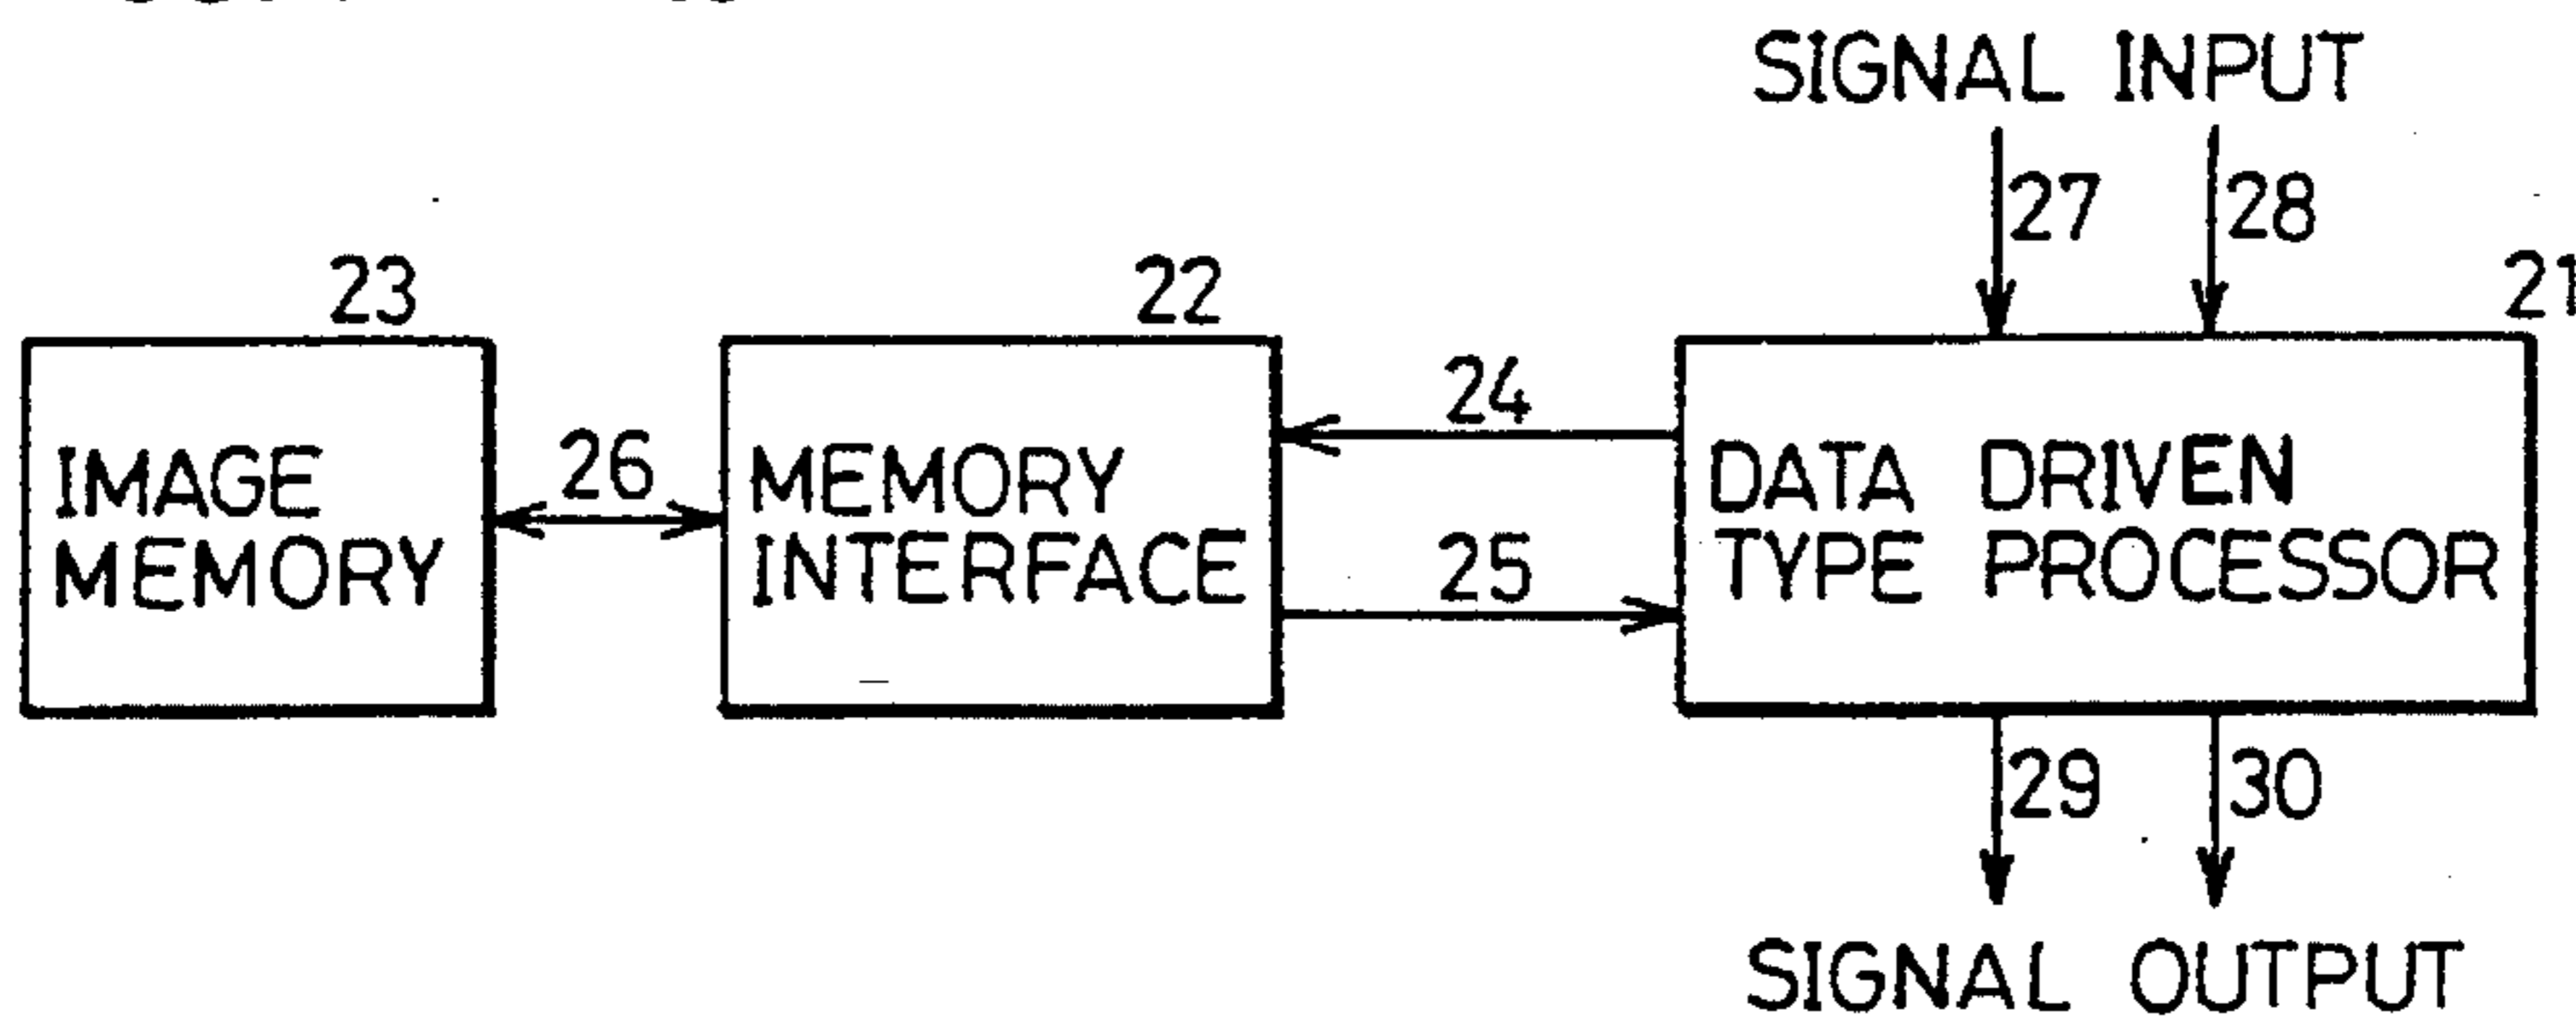 SIGNAL INPUT
27
28
23
22
21
24
26
IMAGE
MEMORY
MEMORY
INTERFACE
DATA DRIVEN
TYPE PROCESSOR
25
29
30
SIGNAL OUTPUT